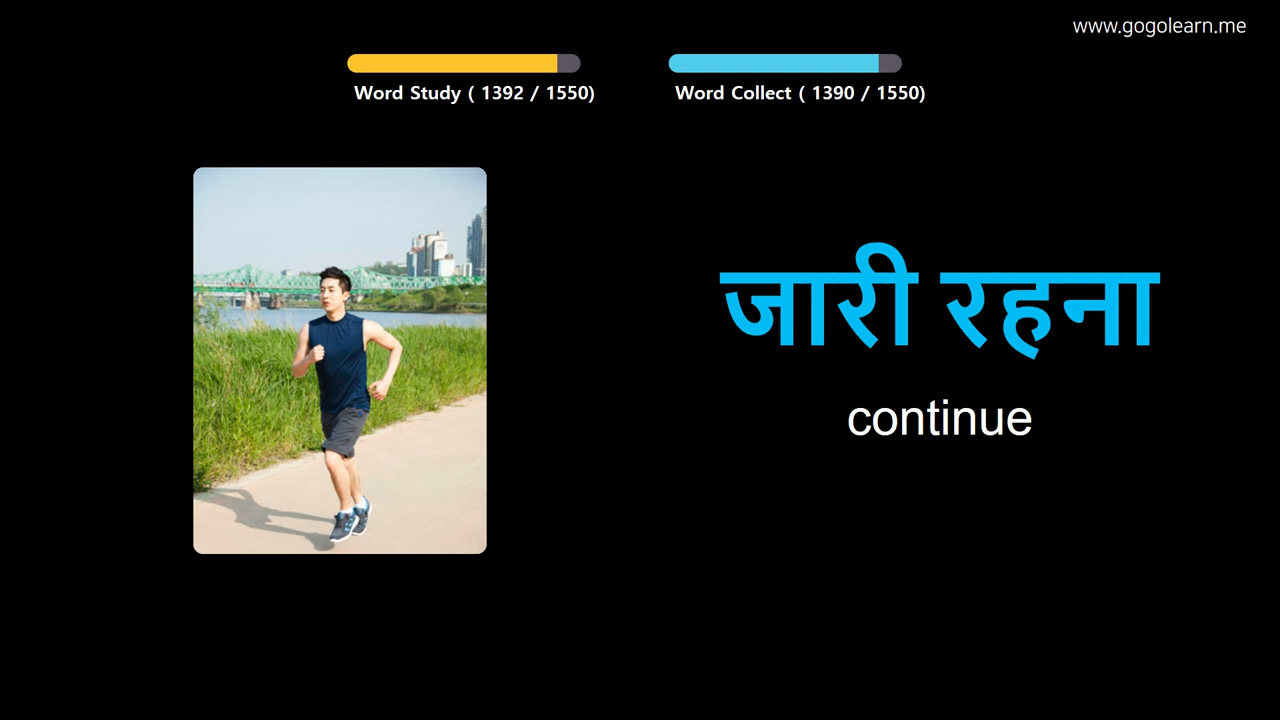 www.gogolearn.me
Word Study ( 1392 / 1550)
Word Collect ( 1390 / 1550)
जारी रहना
continue